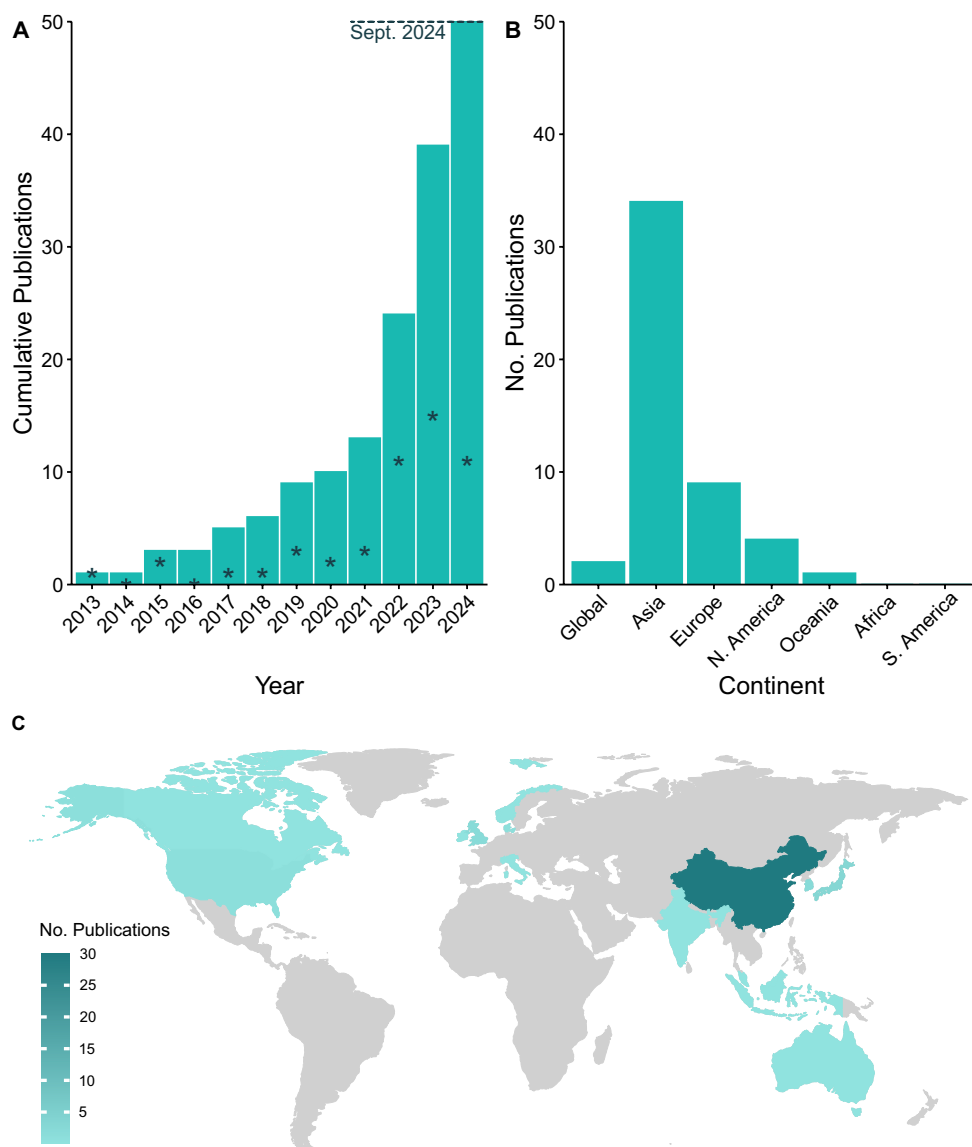 A
50
40
30
20
10
0
Cumulative Publications
Sept. 2024
*
*
*
*
*
*
*
*
*
*
*
*
2013
2014
2015
2016
2017
2018
2019
2020
2021
2022
2023
2024
Year
B
50
40
30
20
10
0
No. Publications
Global
Asia
Europe
N. America
Oceania
Africa
S. America
Continent
C
No. Publications
30
25
20
15
10
5